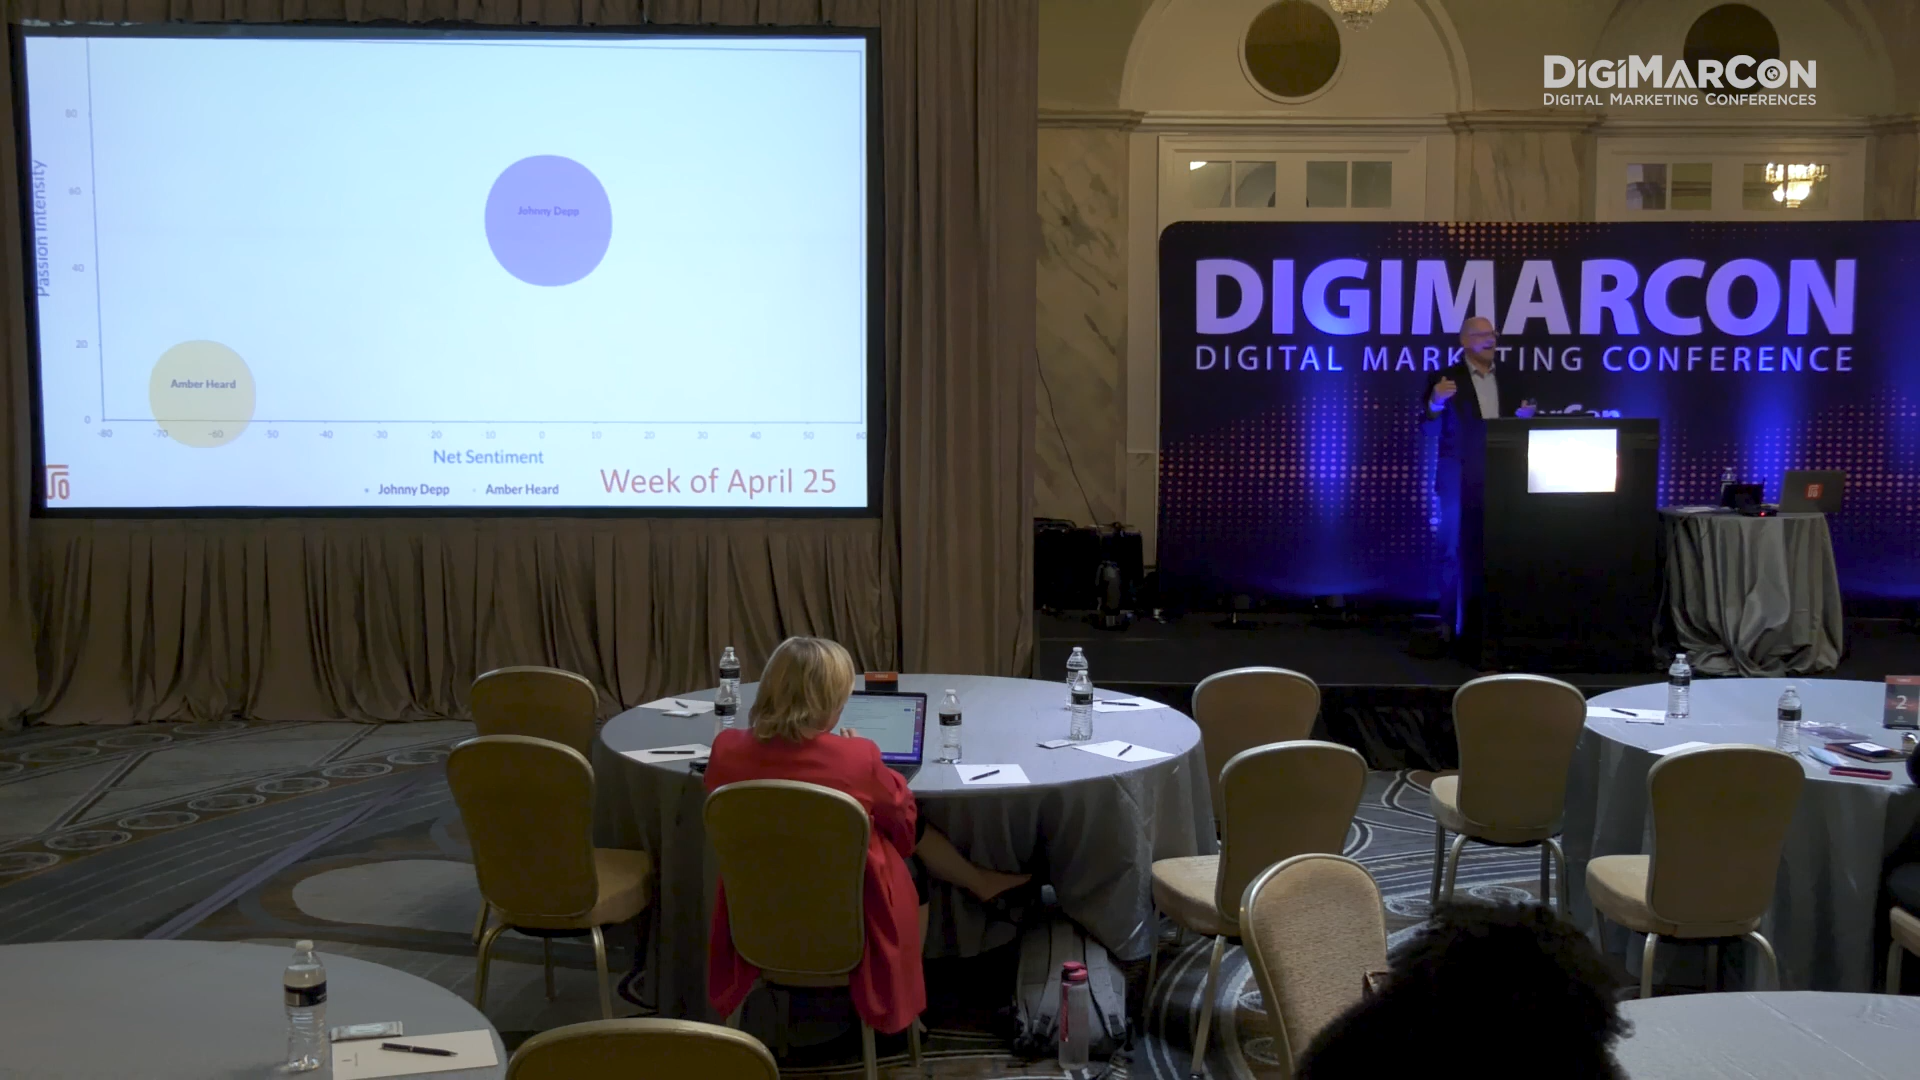 DIGIMARCON
DIGITAL MARKETING CONFERENCES
80
60
40
20
0
Passion Intensity
Johnny Depp
Amber Heard
-80 -70 -60 -50 -40 -30 -20 -10 0 10 20 30 40 50 60
Net Sentiment
Johnny Depp Amber Heard
Week of April 25
DIGIMARCON
DIGITAL MARKETING CONFERENCE
2